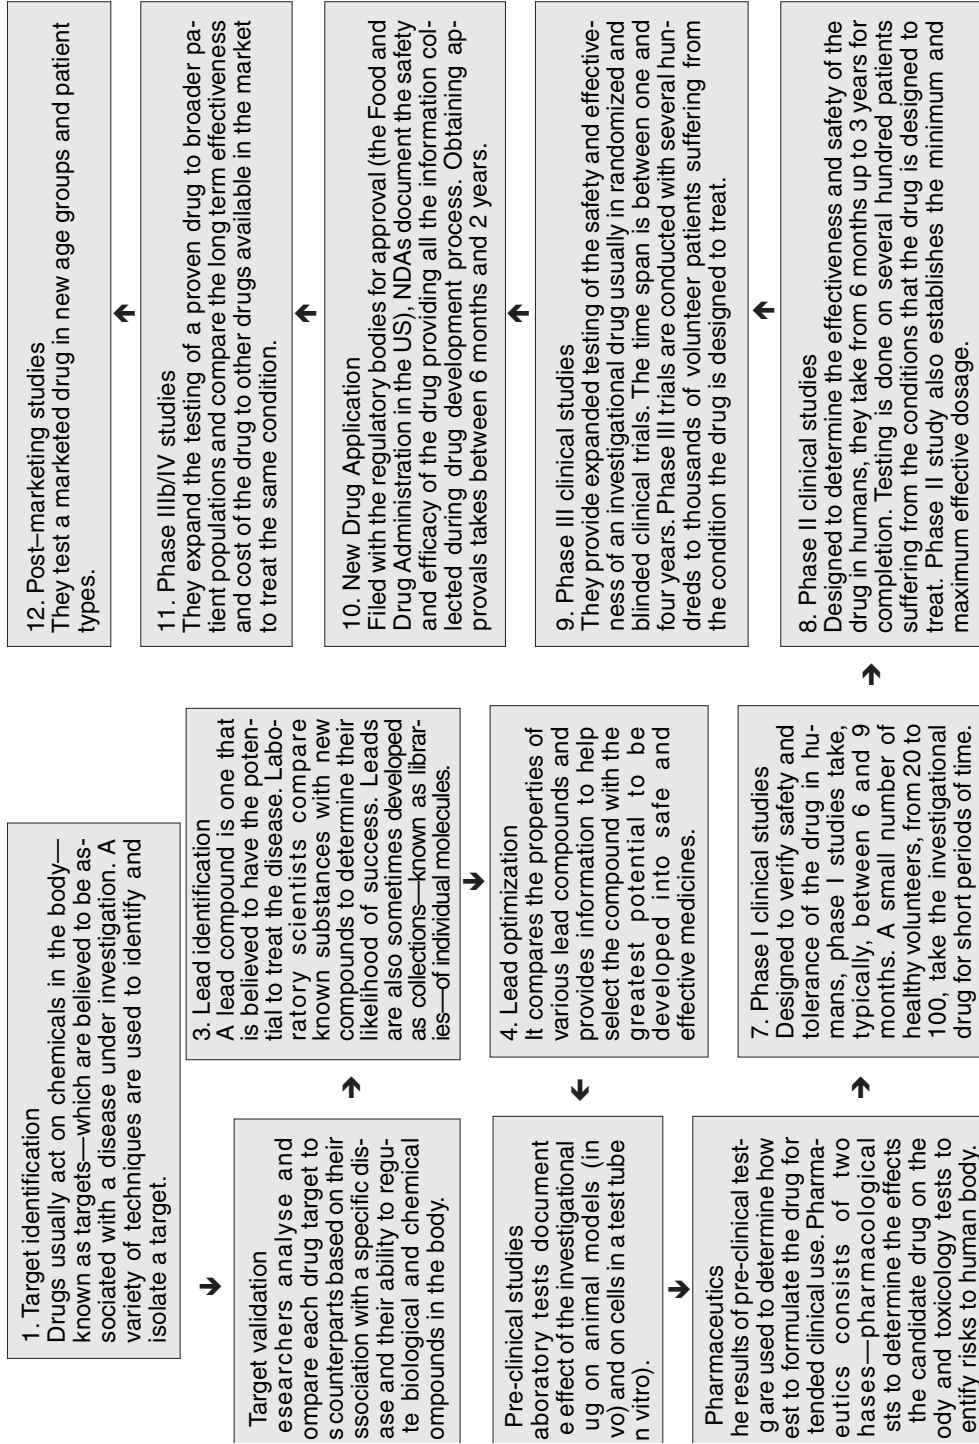 1. Target identification
Drugs usually act on chemicals in the body—
known as targets—which are believed to be as-
sociated with a disease under investigation. A
variety of techniques are used to identify and
isolate a target.
Target validation
esearchers analyse and
ompare each drug target to
s counterparts based on their
ssociation with a specific dis-
ase and their ability to regu-
te biological and chemical
ompounds in the body.
3. Lead identification
A lead compound is one that
is believed to have the poten-
tial to treat the disease. Labo-
ratory scientists compare
known substances with new
compounds to determine their
likelihood of success. Leads
are also sometimes developed
as collections—known as librar-
ies—of individual molecules.
4. Lead optimization
It compares the properties of
various lead compounds and
provides information to help
select the compound with the
greatest potential to be
developed into safe and
effective medicines.
Pre-clinical studies
aboratory tests document
e effect of the investigational
ug on animal models (in
vo) and on cells in a test tube
n vitro).
Pharmaceutics
he results of pre-clinical test-
g are used to determine how
est to formulate the drug for
tended clinical use. Pharma-
eutics consists of two
hases—pharmacological
sts to determine the effects
the candidate drug on the
ody and toxicology tests to
entify risks to human body.
7. Phase I clinical studies
Designed to verify safety and
tolerance of the drug in hu-
mans, phase I studies take,
typically, between 6 and 9
months. A small number of
healthy volunteers, from 20 to
100, take the investigational
drug for short periods of time.
8. Phase II clinical studies
Designed to determine the effectiveness and safety of the
drug in humans, they take from 6 months up to 3 years for
completion. Testing is done on several hundred patients
suffering from the conditions that the drug is designed to
treat. Phase II study also establishes the minimum and
maximum effective dosage.
9. Phase III clinical studies
They provide expanded testing of the safety and effective-
ness of an investigational drug usually in randomized and
blinded clinical trials. The time span is between one and
four years. Phase III trials are conducted with several hun-
dreds to thousands of volunteer patients suffering from
the condition the drug is designed to treat.
10. New Drug Application
Filed with the regulatory bodies for approval (the Food and
Drug Administration in the US), NDAs document the safety
and efficacy of the drug providing all the information col-
lected during drug development process. Obtaining ap-
provals takes between 6 months and 2 years.
11. Phase IIIb/IV studies
They expand the testing of a proven drug to broader pa-
tient populations and compare the long term effectiveness
and cost of the drug to other drugs available in the market
to treat the same condition.
12. Post–marketing studies
They test a marketed drug in new age groups and patient
types.